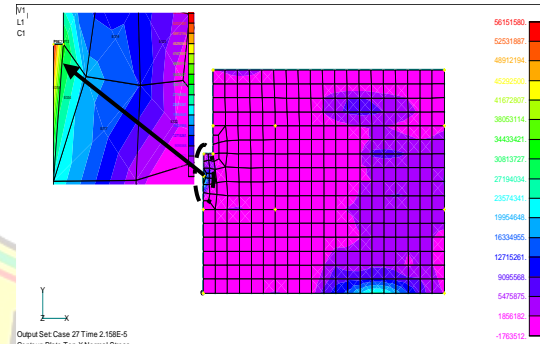 V1
L1
C1
56151580.
52531887.
48912194.
41672807.
38053114.
34433421.
30813727.
27194034.
23574341.
19954648.
16334955.
12715261.
9095568.
5475875.
1856182.
-1763512.
Y
Z X
Output Set: Case 27 Time 2.158E-5